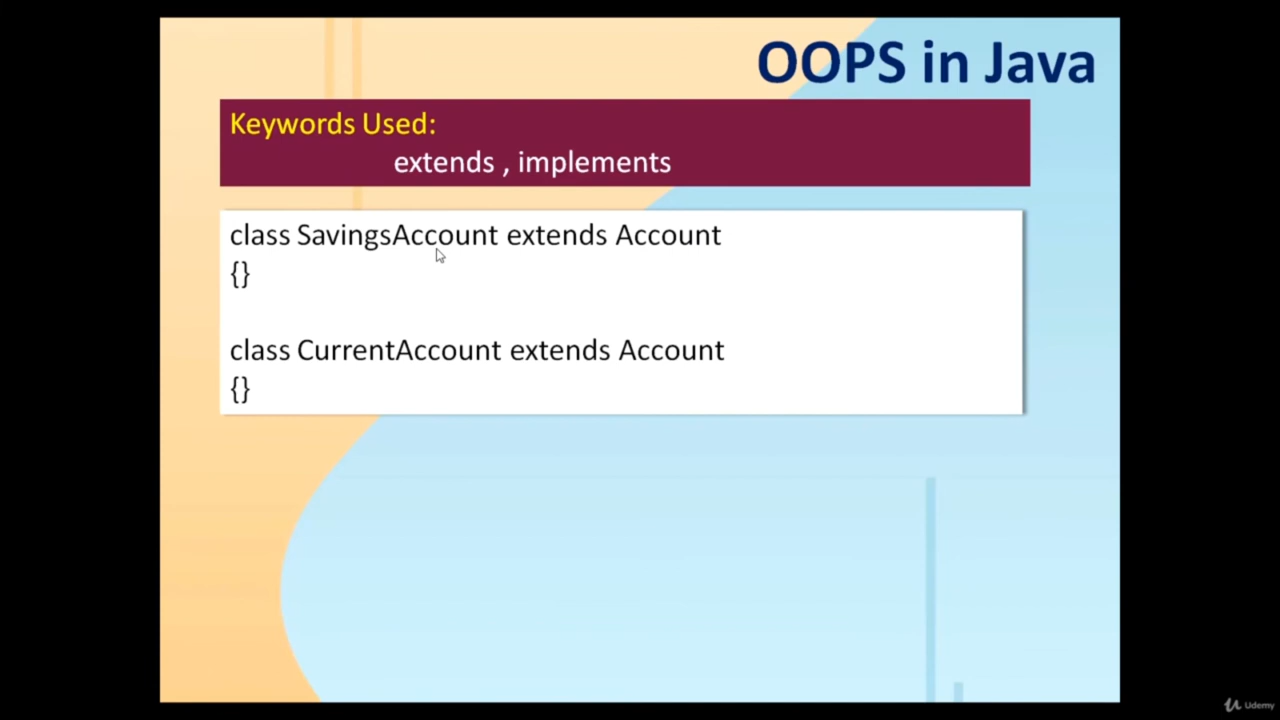 OOPS in Java
Keywords Used:
extends , implements
class SavingsAccount extends Account
{}
class CurrentAccount extends Account
{}
Udemy